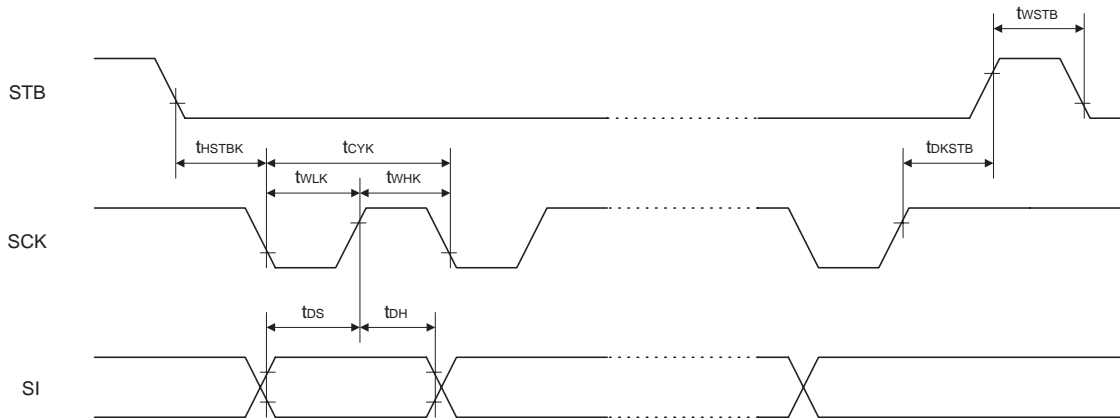 tWSTB
STB
tHSTBK
tCYK
tDKSTB
tWLK
tWHK
SCK
tDS
tDH
SI